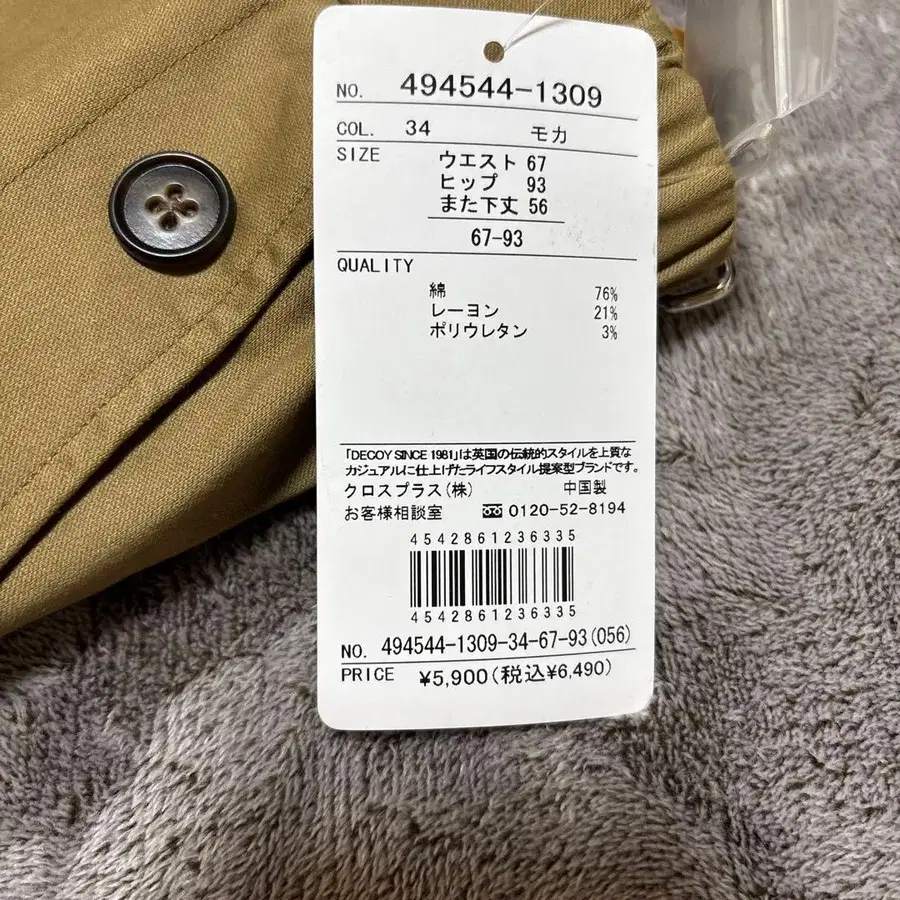 NO. 494544-1309
COL. 34 モカ
SIZE ウエスト 67
ヒップ 93
また下丈 56
67-93
QUALITY
綿 76%
レーヨン 21%
ポリウレタン 3%
「DECOY SINCE 1981」は英国の伝統的スタイルを上質な
カジュアルに仕上げたライフスタイル提案型ブランドです。
クロスプラス(株) 中国製
お客様相談室 0120-52-8194
4542861236335
4542861236335
NO. 494544-1309-34-67-93(056)
PRICE ¥5,900(税込¥6,490)